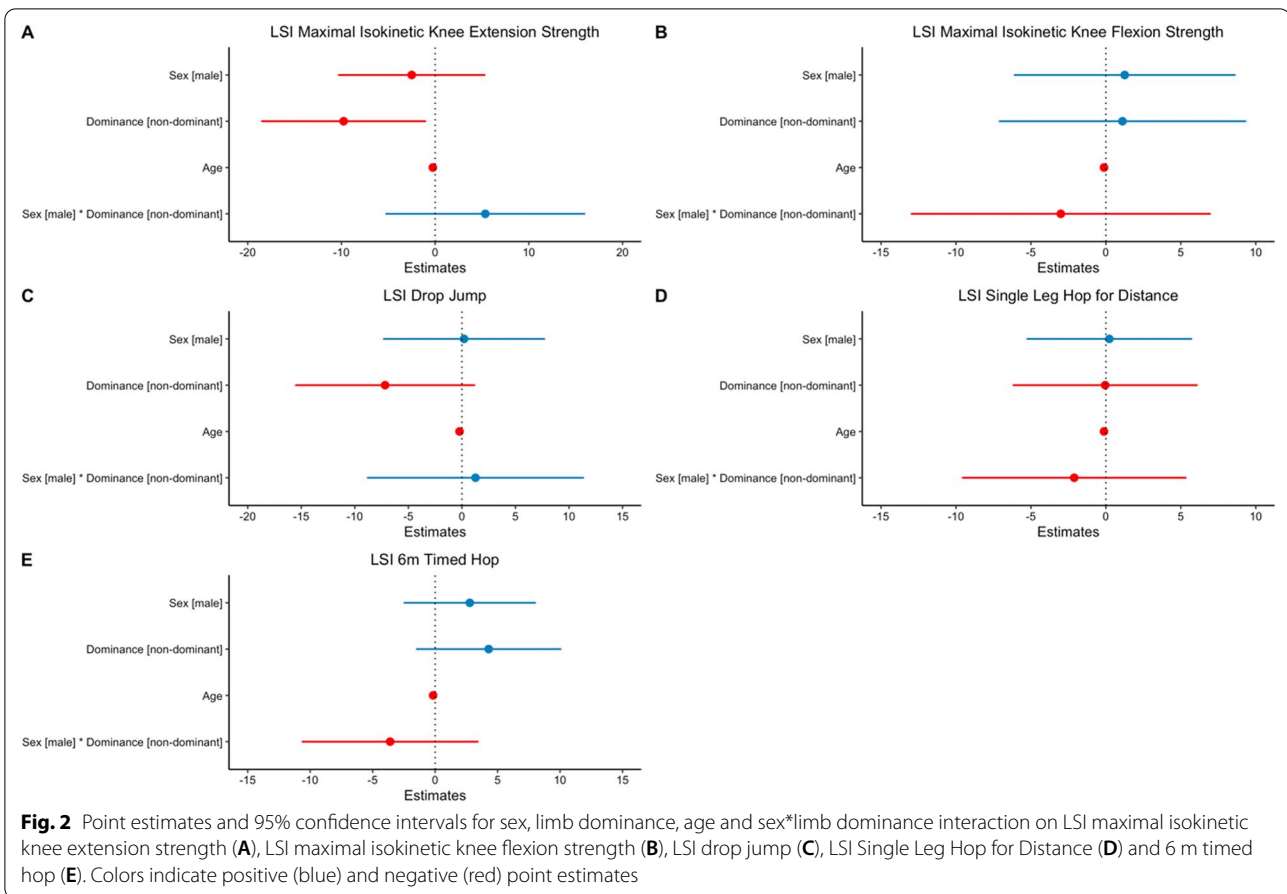 A
LSI Maximal Isokinetic Knee Extension Strength
Sex [male]
Dominance [non-dominant]
Age
Sex [male] * Dominance [non-dominant]
-20 -10 0 10 20
Estimates
B
LSI Maximal Isokinetic Knee Flexion Strength
Sex [male]
Dominance [non-dominant]
Age
Sex [male] * Dominance [non-dominant]
-15 -10 -5 0 5 10
Estimates
C
LSI Drop Jump
Sex [male]
Dominance [non-dominant]
Age
Sex [male] * Dominance [non-dominant]
-20 -15 -10 -5 0 5 10 15
Estimates
D
LSI Single Leg Hop for Distance
Sex [male]
Dominance [non-dominant]
Age
Sex [male] * Dominance [non-dominant]
-15 -10 -5 0 5 10
Estimates
E
LSI 6m Timed Hop
Sex [male]
Dominance [non-dominant]
Age
Sex [male] * Dominance [non-dominant]
-15 -10 -5 0 5 10 15
Estimates
Fig. 2 Point estimates and 95% confidence intervals for sex, limb dominance, age and sex*limb dominance interaction on LSI maximal isokinetic
knee extension strength (A), LSI maximal isokinetic knee flexion strength (B), LSI drop jump (C), LSI Single Leg Hop for Distance (D) and 6 m timed
hop (E). Colors indicate positive (blue) and negative (red) point estimates